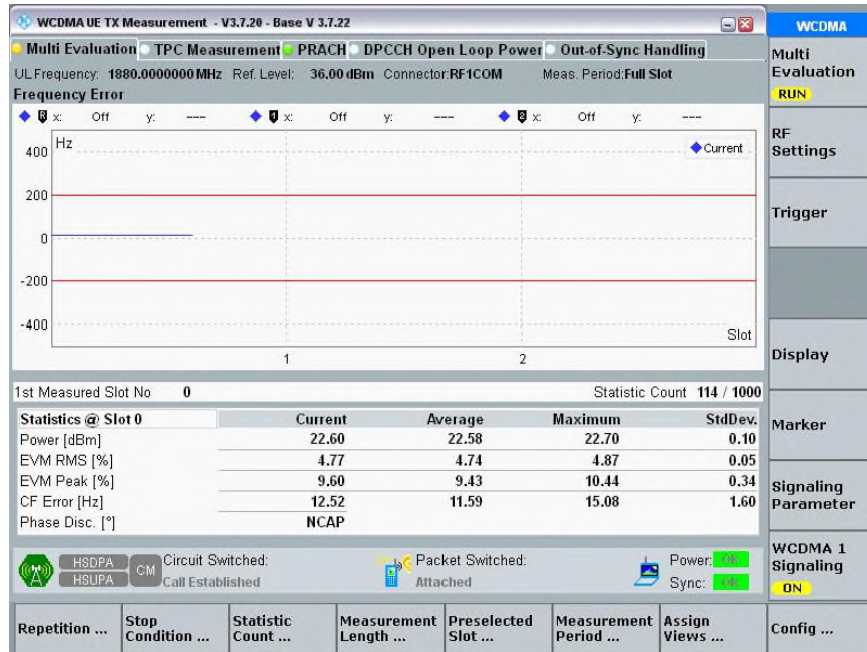 WCDMA UE TX Measurement - V3.7.20 - Base V 3.7.22
WCDMA
Multi Evaluation TPC Measurement PRACH DPCCH Open Loop Power Out-of-Sync Handling
UL Frequency: 1880.0000000 MHz Ref. Level: 36.00 dBm Connector:RF1COM Meas. Period:Full Slot
Frequency Error
R x: Off y: --- 1 x: Off y: --- 2 x: Off y: ---
Hz
Current
400
200
0
-200
-400
Slot
1 2
1st Measured Slot No 0 Statistic Count 114 / 1000
Statistics @ Slot 0 Current Average Maximum StdDev.
Power [dBm] 22.60 22.58 22.70 0.10
EVM RMS [%] 4.77 4.74 4.87 0.05
EVM Peak [%] 9.60 9.43 10.44 0.34
CF Error [Hz] 12.52 11.59 15.08 1.60
Phase Disc. [°] NCAP
HSDPA
HSUPA
CM
Circuit Switched:
Call Established
Packet Switched:
Attached
Power: OK
Sync: OK
Multi
Evaluation
RUN
RF
Settings
Trigger
Display
Marker
Signaling
Parameter
WCDMA 1
Signaling
ON
Repetition ...
Stop
Condition ...
Statistic
Count ...
Measurement
Length ...
Preselected
Slot ...
Measurement
Period ...
Assign
Views ...
Config ...